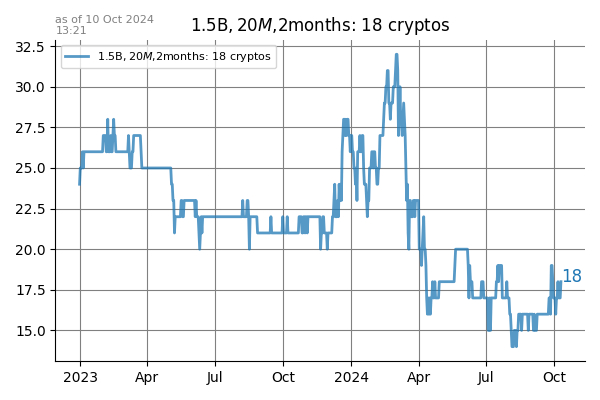 as of 10 Oct 2024
13:21
1.5B, 20M,2months: 18 cryptos
1.5B, 20M,2months: 18 cryptos
32.5
30.0
27.5
25.0
22.5
20.0
17.5
15.0
18
2023 Apr Jul Oct 2024 Apr Jul Oct